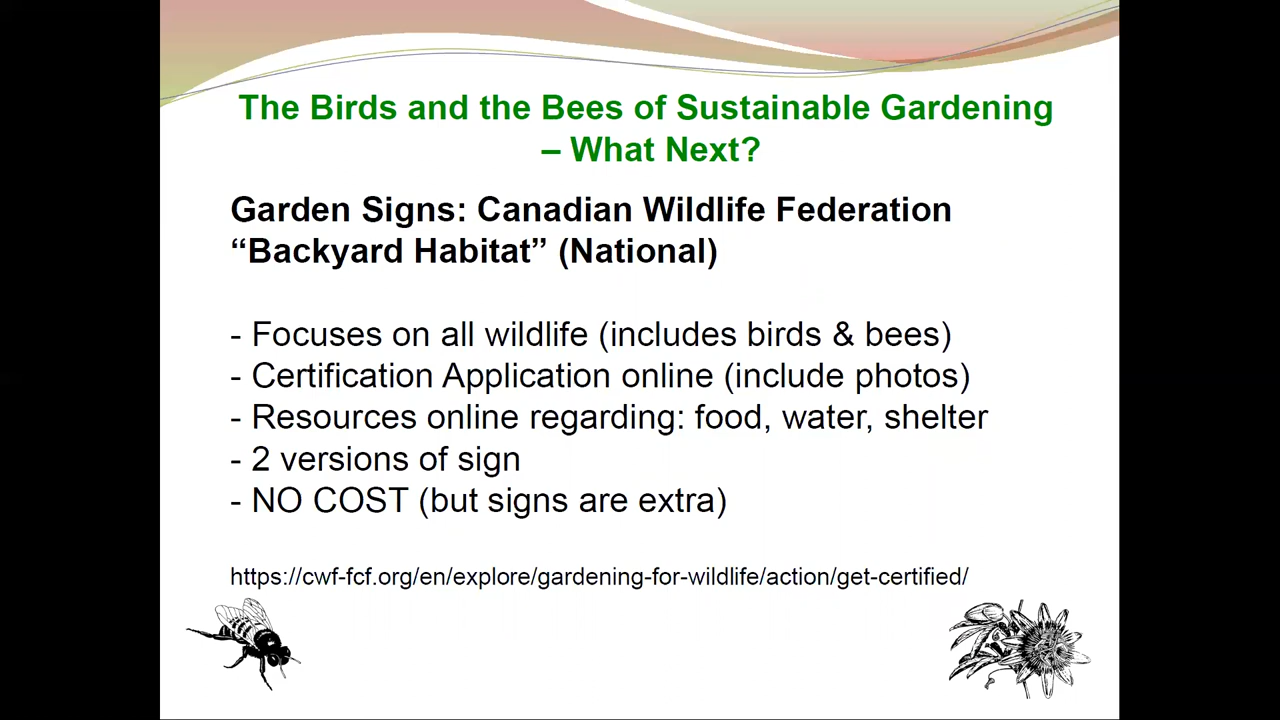 The Birds and the Bees of Sustainable Gardening
– What Next?
Garden Signs: Canadian Wildlife Federation
“Backyard Habitat” (National)
- Focuses on all wildlife (includes birds & bees)
- Certification Application online (include photos)
- Resources online regarding: food, water, shelter
- 2 versions of sign
- NO COST (but signs are extra)
https://cwf-fcf.org/en/explore/gardening-for-wildlife/action/get-certified/